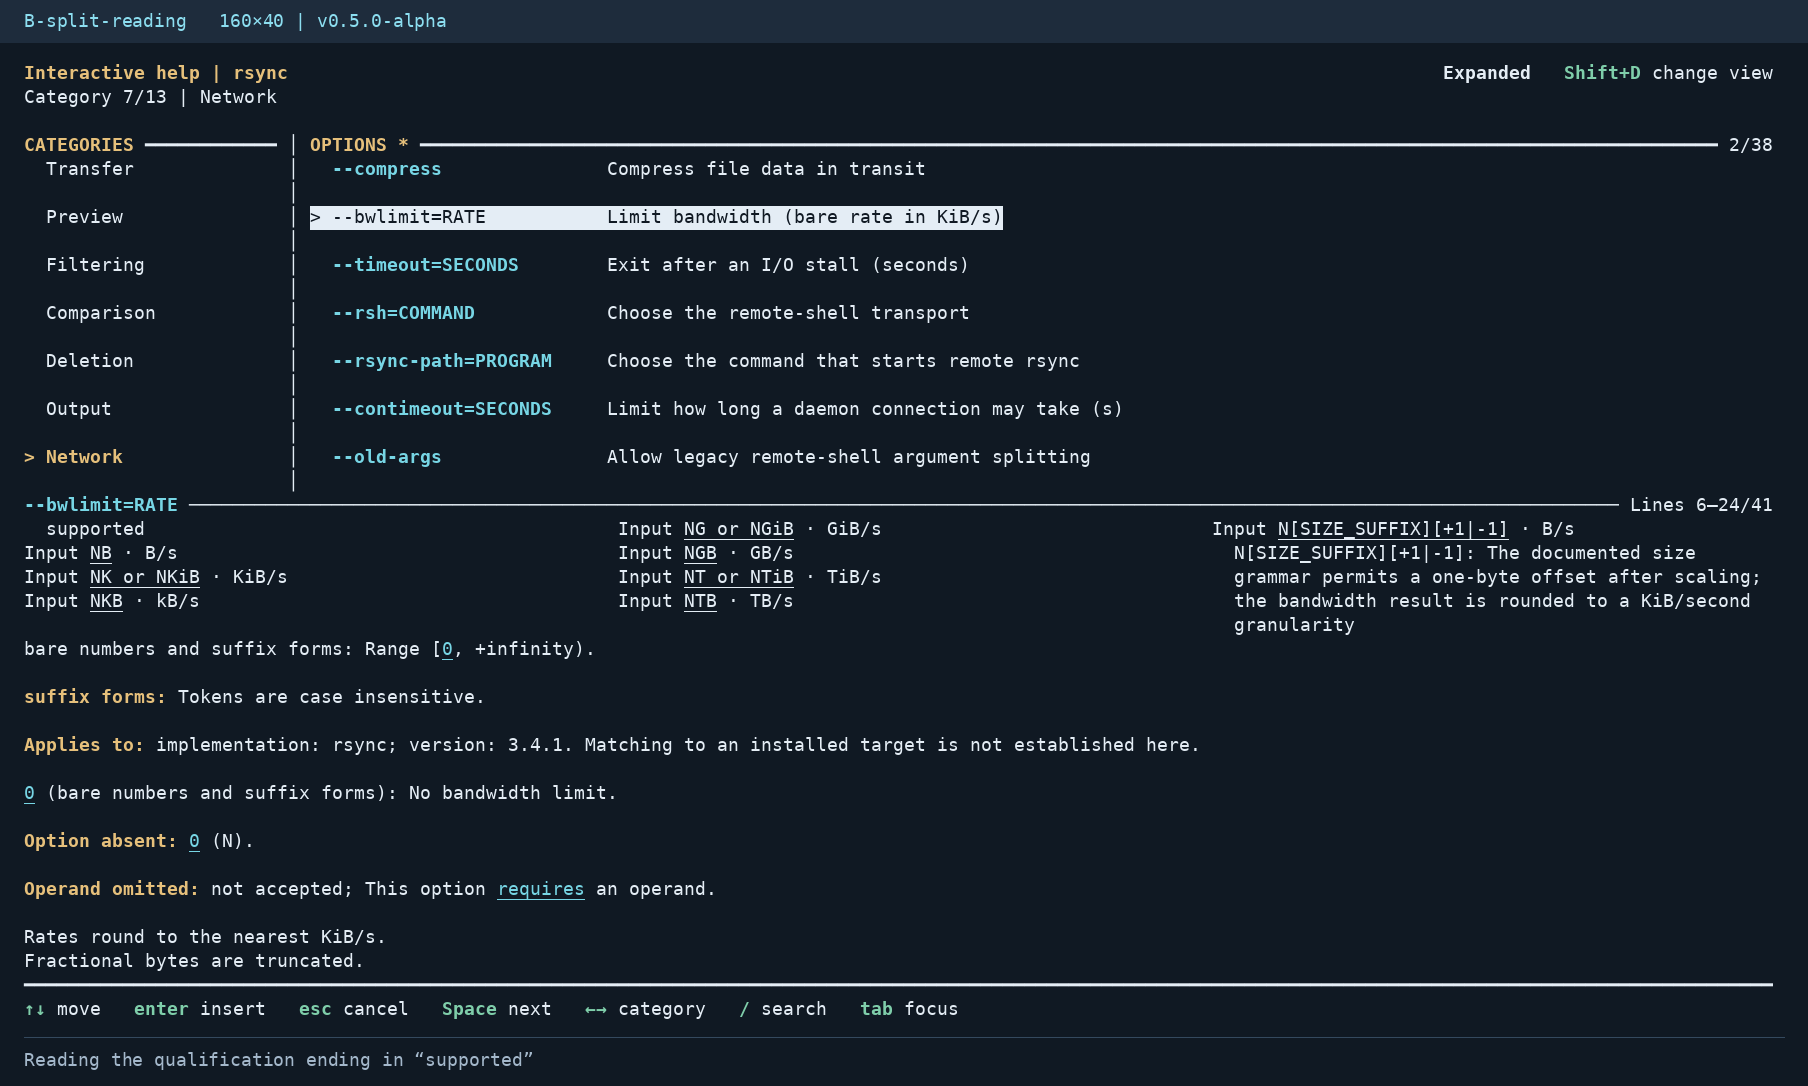 B-split-reading   160×40 | v0.5.0-alpha
Interactive help | rsync   Expanded   Shift+D change view
Category 7/13 | Network
CATEGORIES   OPTIONS *   2/38
Transfer   --compress   Compress file data in transit
Preview   > --bwlimit=RATE   Limit bandwidth (bare rate in KiB/s)
Filtering   --timeout=SECONDS   Exit after an I/O stall (seconds)
Comparison   --rsh=COMMAND   Choose the remote-shell transport
Deletion   --rsync-path=PROGRAM   Choose the command that starts remote rsync
Output   --contimeout=SECONDS   Limit how long a daemon connection may take (s)
> Network   --old-args   Allow legacy remote-shell argument splitting
--bwlimit=RATE   Lines 6–24/41
supported   Input NG or NGiB · GiB/s   Input N[SIZE_SUFFIX][+1|-1] · B/s
Input NB · B/s   Input NGB · GB/s   N[SIZE_SUFFIX][+1|-1]: The documented size
Input NK or NKiB · KiB/s   Input NT or NTiB · TiB/s   grammar permits a one-byte offset after scaling;
Input NKB · kB/s   Input NTB · TB/s   the bandwidth result is rounded to a KiB/second
granularity
bare numbers and suffix forms: Range [0, +infinity).
suffix forms: Tokens are case insensitive.
Applies to: implementation: rsync; version: 3.4.1. Matching to an installed target is not established here.
0 (bare numbers and suffix forms): No bandwidth limit.
Option absent: 0 (N).
Operand omitted: not accepted; This option requires an operand.
Rates round to the nearest KiB/s.
Fractional bytes are truncated.
↑↓ move   enter insert   esc cancel   Space next   ←→ category   / search   tab focus
Reading the qualification ending in “supported”